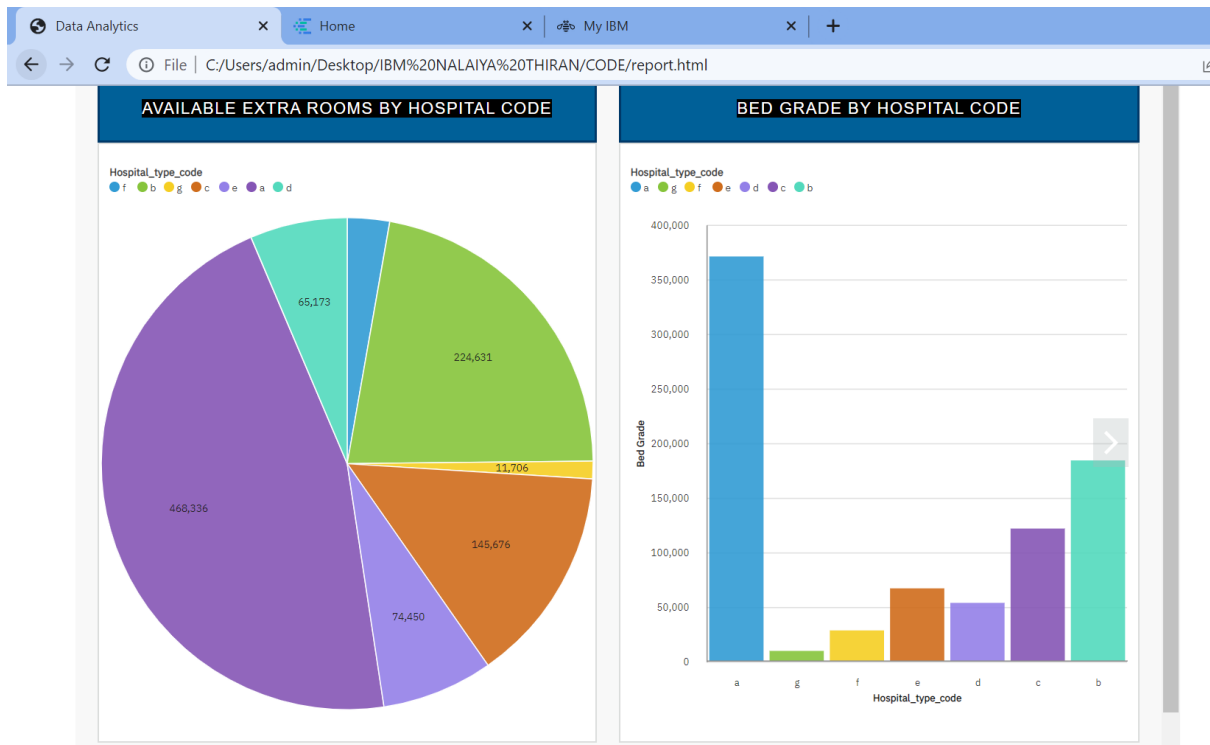 Data Analytics
Home
My IBM
File | C:/Users/admin/Desktop/IBM%20NALAIYA%20THIRAN/CODE/report.html
AVAILABLE EXTRA ROOMS BY HOSPITAL CODE
Hospital_type_code
f b g c e a d
65,173
224,631
11,706
468,336
145,676
74,450
BED GRADE BY HOSPITAL CODE
Hospital_type_code
a g f e d c b
400,000
350,000
300,000
250,000
200,000
150,000
100,000
50,000
0
Bed Grade
a g f e d c b
Hospital_type_code